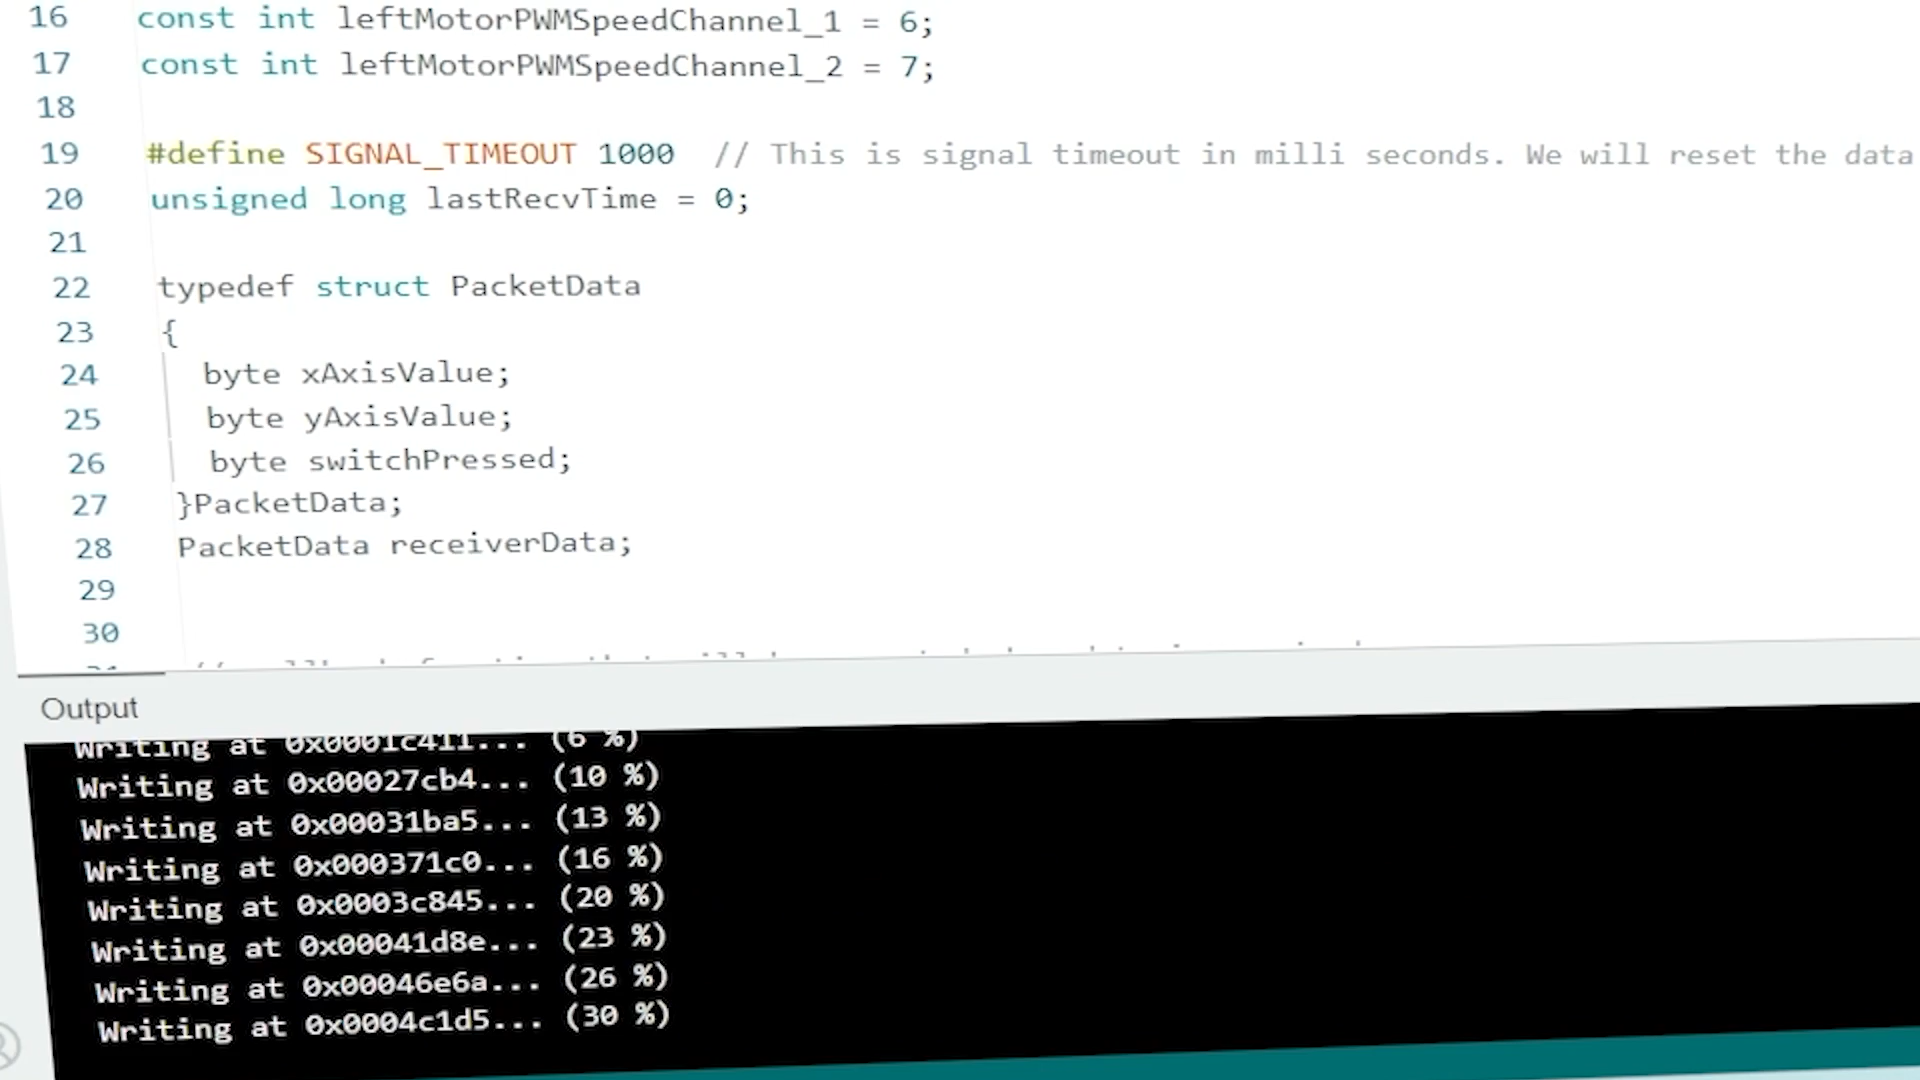 16 const int leftMotorPWMSpeedChannel_1 = 6;
17 const int leftMotorPWMSpeedChannel_2 = 7;
18
19 #define SIGNAL_TIMEOUT 1000 // This is signal timeout in milli seconds. We will reset the data
20 unsigned long lastRecvTime = 0;
21
22 typedef struct PacketData
23 {
24 byte xAxisValue;
25 byte yAxisValue;
26 byte switchPressed;
27 }PacketData;
28 PacketData receiverData;
29
30
Output
Writing at 0x0001c411... (6 %)
Writing at 0x00027cb4... (10 %)
Writing at 0x00031ba5... (13 %)
Writing at 0x000371c0... (16 %)
Writing at 0x0003c845... (20 %)
Writing at 0x00041d8e... (23 %)
Writing at 0x00046e6a... (26 %)
Writing at 0x0004c1d5... (30 %)